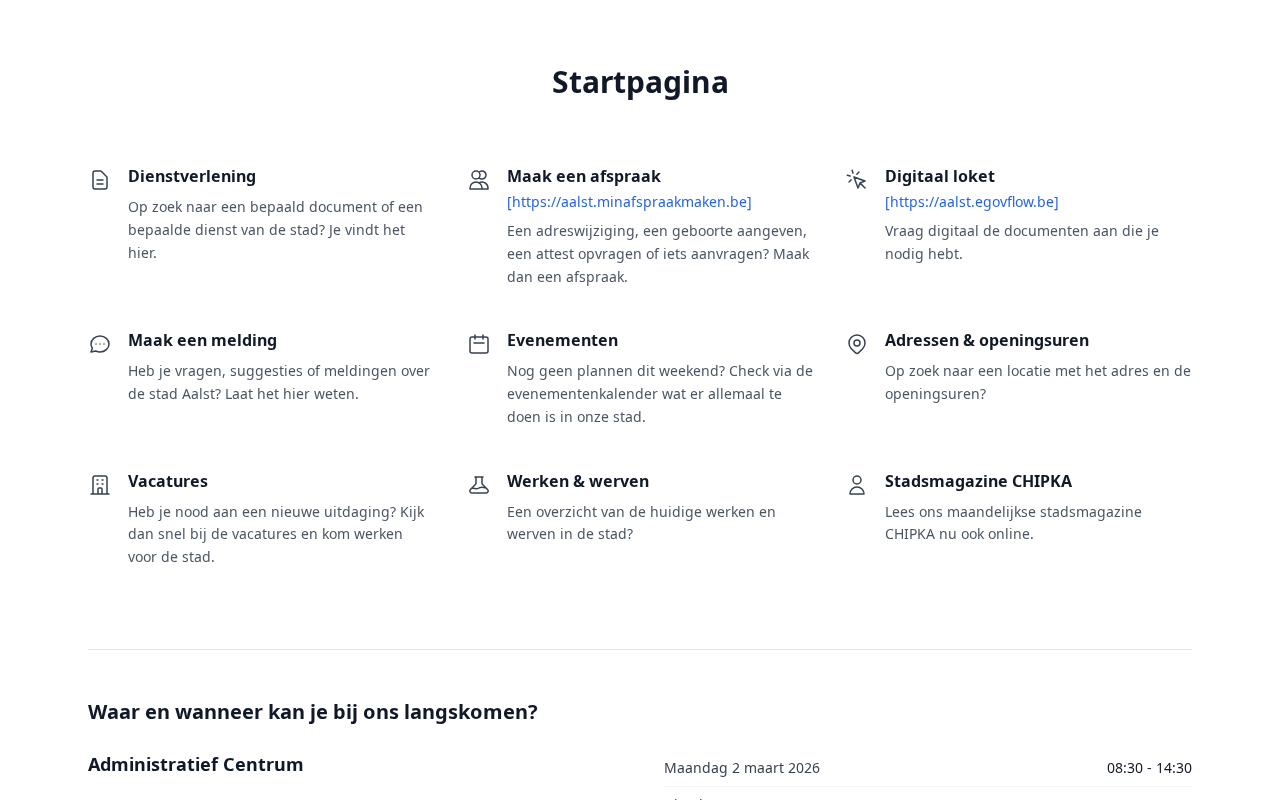 Startpagina
Dienstverlening
Op zoek naar een bepaald document of een
bepaalde dienst van de stad? Je vindt het
hier.
Maak een afspraak
[https://aalst.minafspraakmaken.be]
Een adreswijziging, een geboorte aangeven,
een attest opvragen of iets aanvragen? Maak
dan een afspraak.
Digitaal loket
[https://aalst.egovflow.be]
Vraag digitaal de documenten aan die je
nodig hebt.
Maak een melding
Heb je vragen, suggesties of meldingen over
de stad Aalst? Laat het hier weten.
Evenementen
Nog geen plannen dit weekend? Check via de
evenementenkalender wat er allemaal te
doen is in onze stad.
Adressen & openingsuren
Op zoek naar een locatie met het adres en de
openingsuren?
Vacatures
Heb je nood aan een nieuwe uitdaging? Kijk
dan snel bij de vacatures en kom werken
voor de stad.
Werken & werven
Een overzicht van de huidige werken en
werven in de stad?
Stadsmagazine CHIPKA
Lees ons maandelijkse stadsmagazine
CHIPKA nu ook online.
Waar en wanneer kan je bij ons langskomen?
Administratief Centrum
Maandag 2 maart 2026 08:30 - 14:30